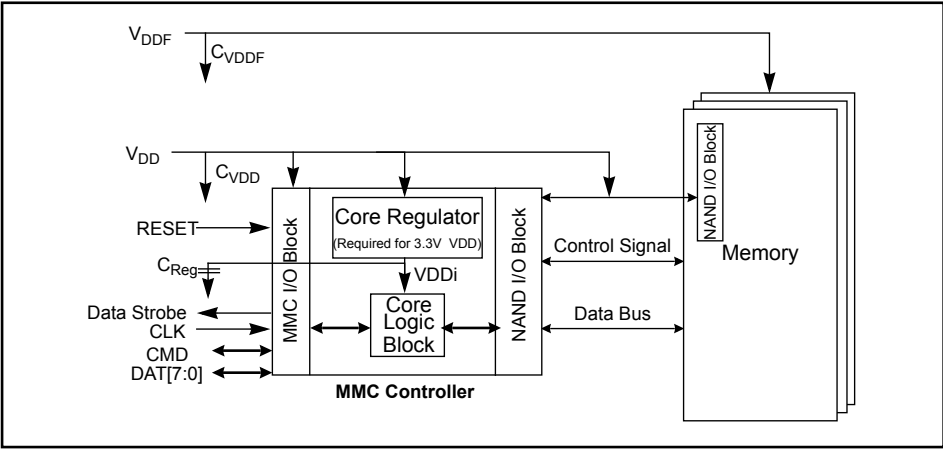 VDDF
CVDDF
VDD
CVDD
RESET
CReg
Data Strobe
CLK
CMD
DAT[7:0]
MMC I/O Block
Core Regulator
(Required for 3.3V VDD)
VDDi
Core
Logic
Block
NAND I/O Block
MMC Controller
Control Signal
Data Bus
NAND I/O Block
Memory